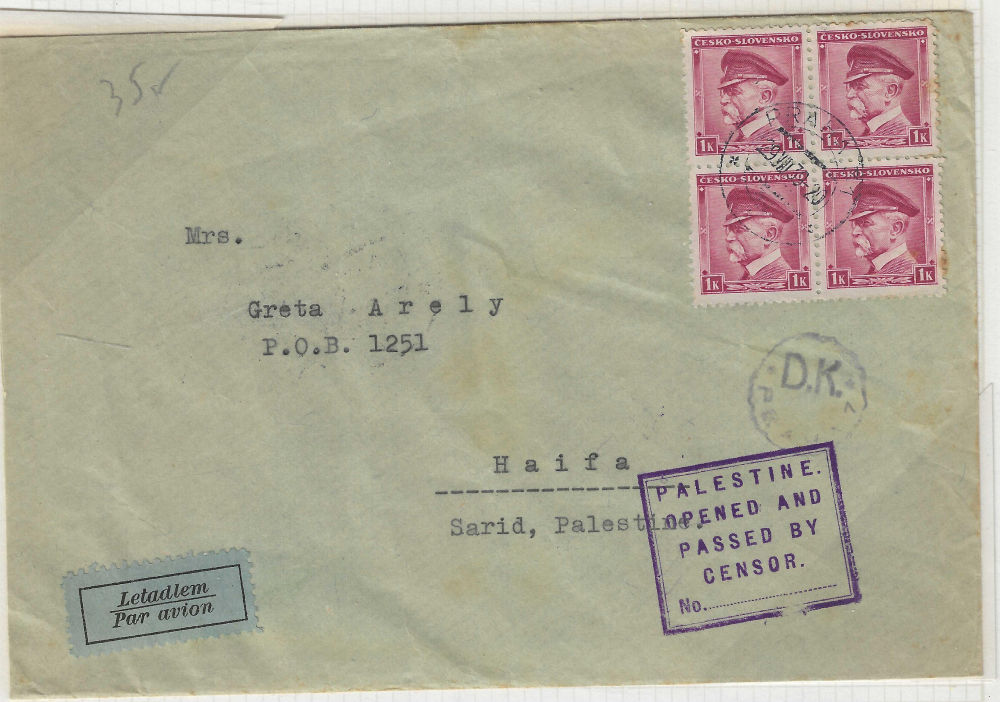 35
ČESKO-SLOVENSKO
ČESKO-SLOVENSKO
1K
1K
1K
1K
ČESKO-SLOVENSKO
ČESKO-SLOVENSKO
1K
1K
1K
1K
Mrs.
Greta Arely
P.O.B. 1251
D.K.
Haifa
Sarid, Palestine.
PALESTINE.
OPENED AND
PASSED BY
CENSOR.
No.
Letadlem
Par avion